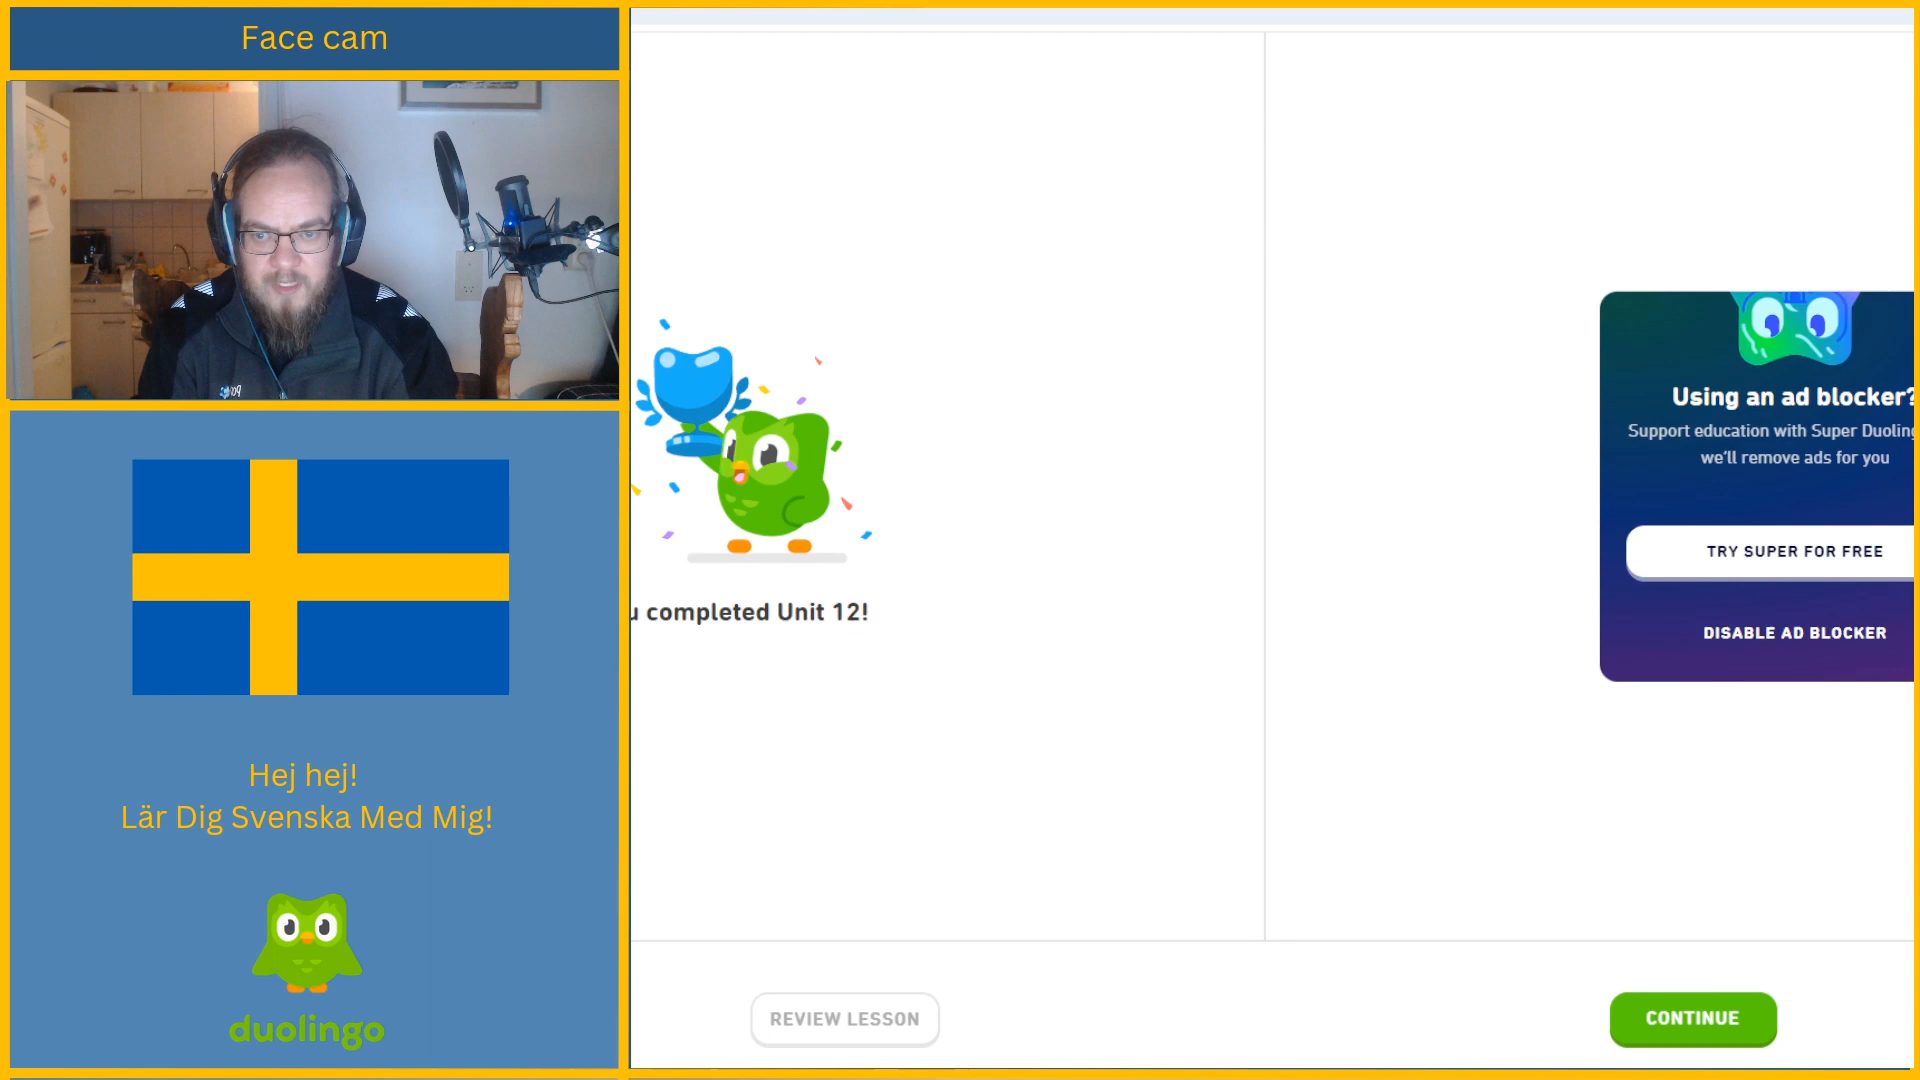 Face cam
Hej hej!
Lär Dig Svenska Med Mig!
duolingo
u completed Unit 12!
Using an ad blocker?
Support education with Super Duoling
we'll remove ads for you
TRY SUPER FOR FREE
DISABLE AD BLOCKER
REVIEW LESSON
CONTINUE